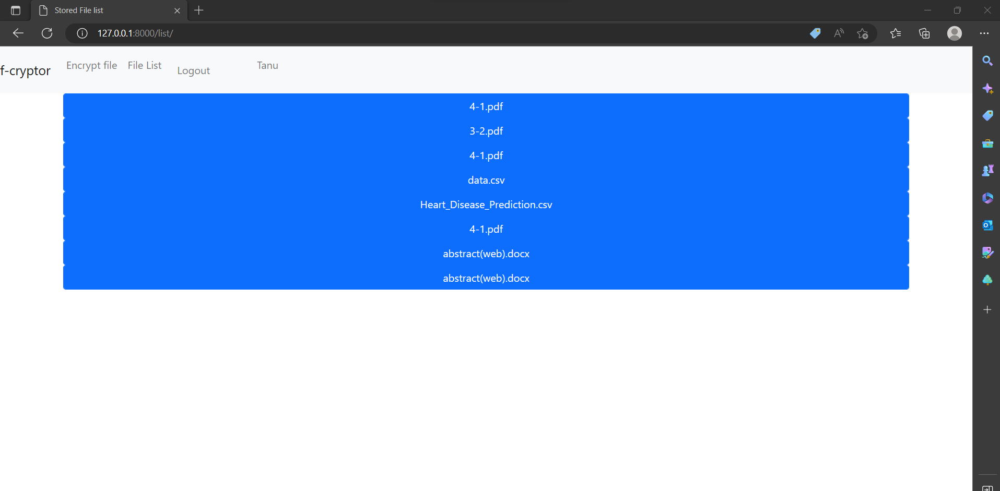 Stored File list
127.0.0.1:8000/list/
f-cryptor Encrypt file File List Logout Tanu
4-1.pdf
3-2.pdf
4-1.pdf
data.csv
Heart_Disease_Prediction.csv
4-1.pdf
abstract(web).docx
abstract(web).docx